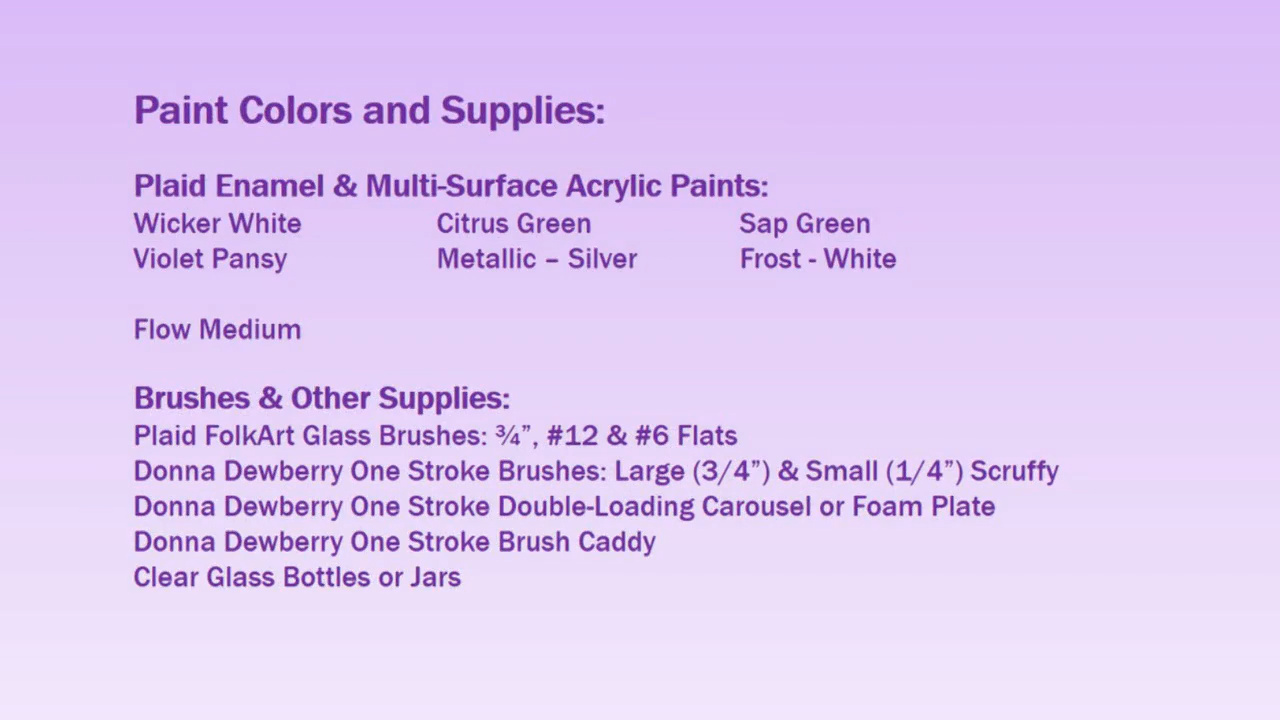 Paint Colors and Supplies:
Plaid Enamel & Multi-Surface Acrylic Paints:
Wicker White Citrus Green Sap Green
Violet Pansy Metallic – Silver Frost - White
Flow Medium
Brushes & Other Supplies:
Plaid FolkArt Glass Brushes: ¾”, #12 & #6 Flats
Donna Dewberry One Stroke Brushes: Large (3/4”) & Small (1/4”) Scruffy
Donna Dewberry One Stroke Double-Loading Carousel or Foam Plate
Donna Dewberry One Stroke Brush Caddy
Clear Glass Bottles or Jars